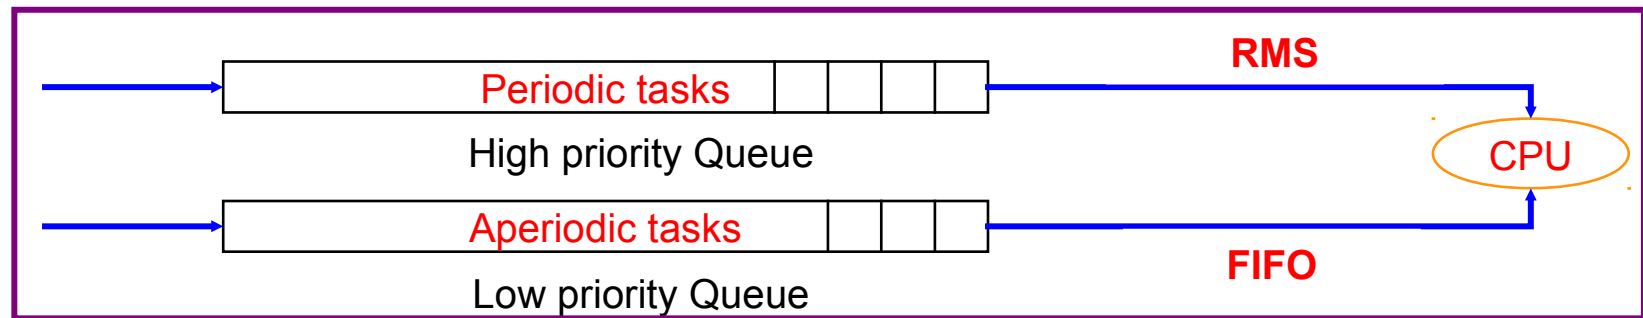 RMS
Periodic tasks
High priority Queue
CPU
Aperiodic tasks
FIFO
Low priority Queue